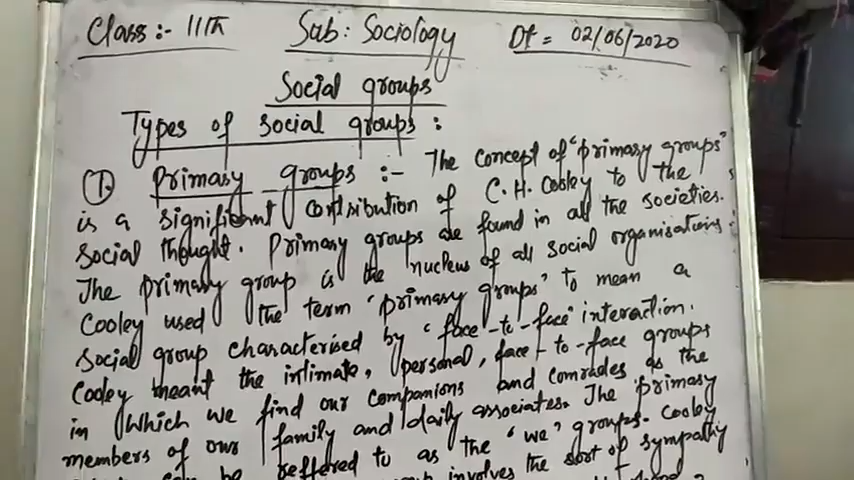 Class:- 11th Sub: Sociology Dt = 02/06/2020
Social groups
Types of social groups:
① Primary groups :- The concept of "primary groups"
is a significant contribution of C.H. Cooley to the
social thought. Primary groups are found in all the societies.
The primary group is the nucleus of all social organisations.
Cooley used the term 'primary groups' to mean a
social group characterised by 'face-to-face' interaction.
Cooley meant the intimate, personal, face-to-face groups
in which we find our companions and comrades as the
members of our family and daily associates. The primary
reffered to as the 'we' groups. Cooley
involves the sort of sympathy